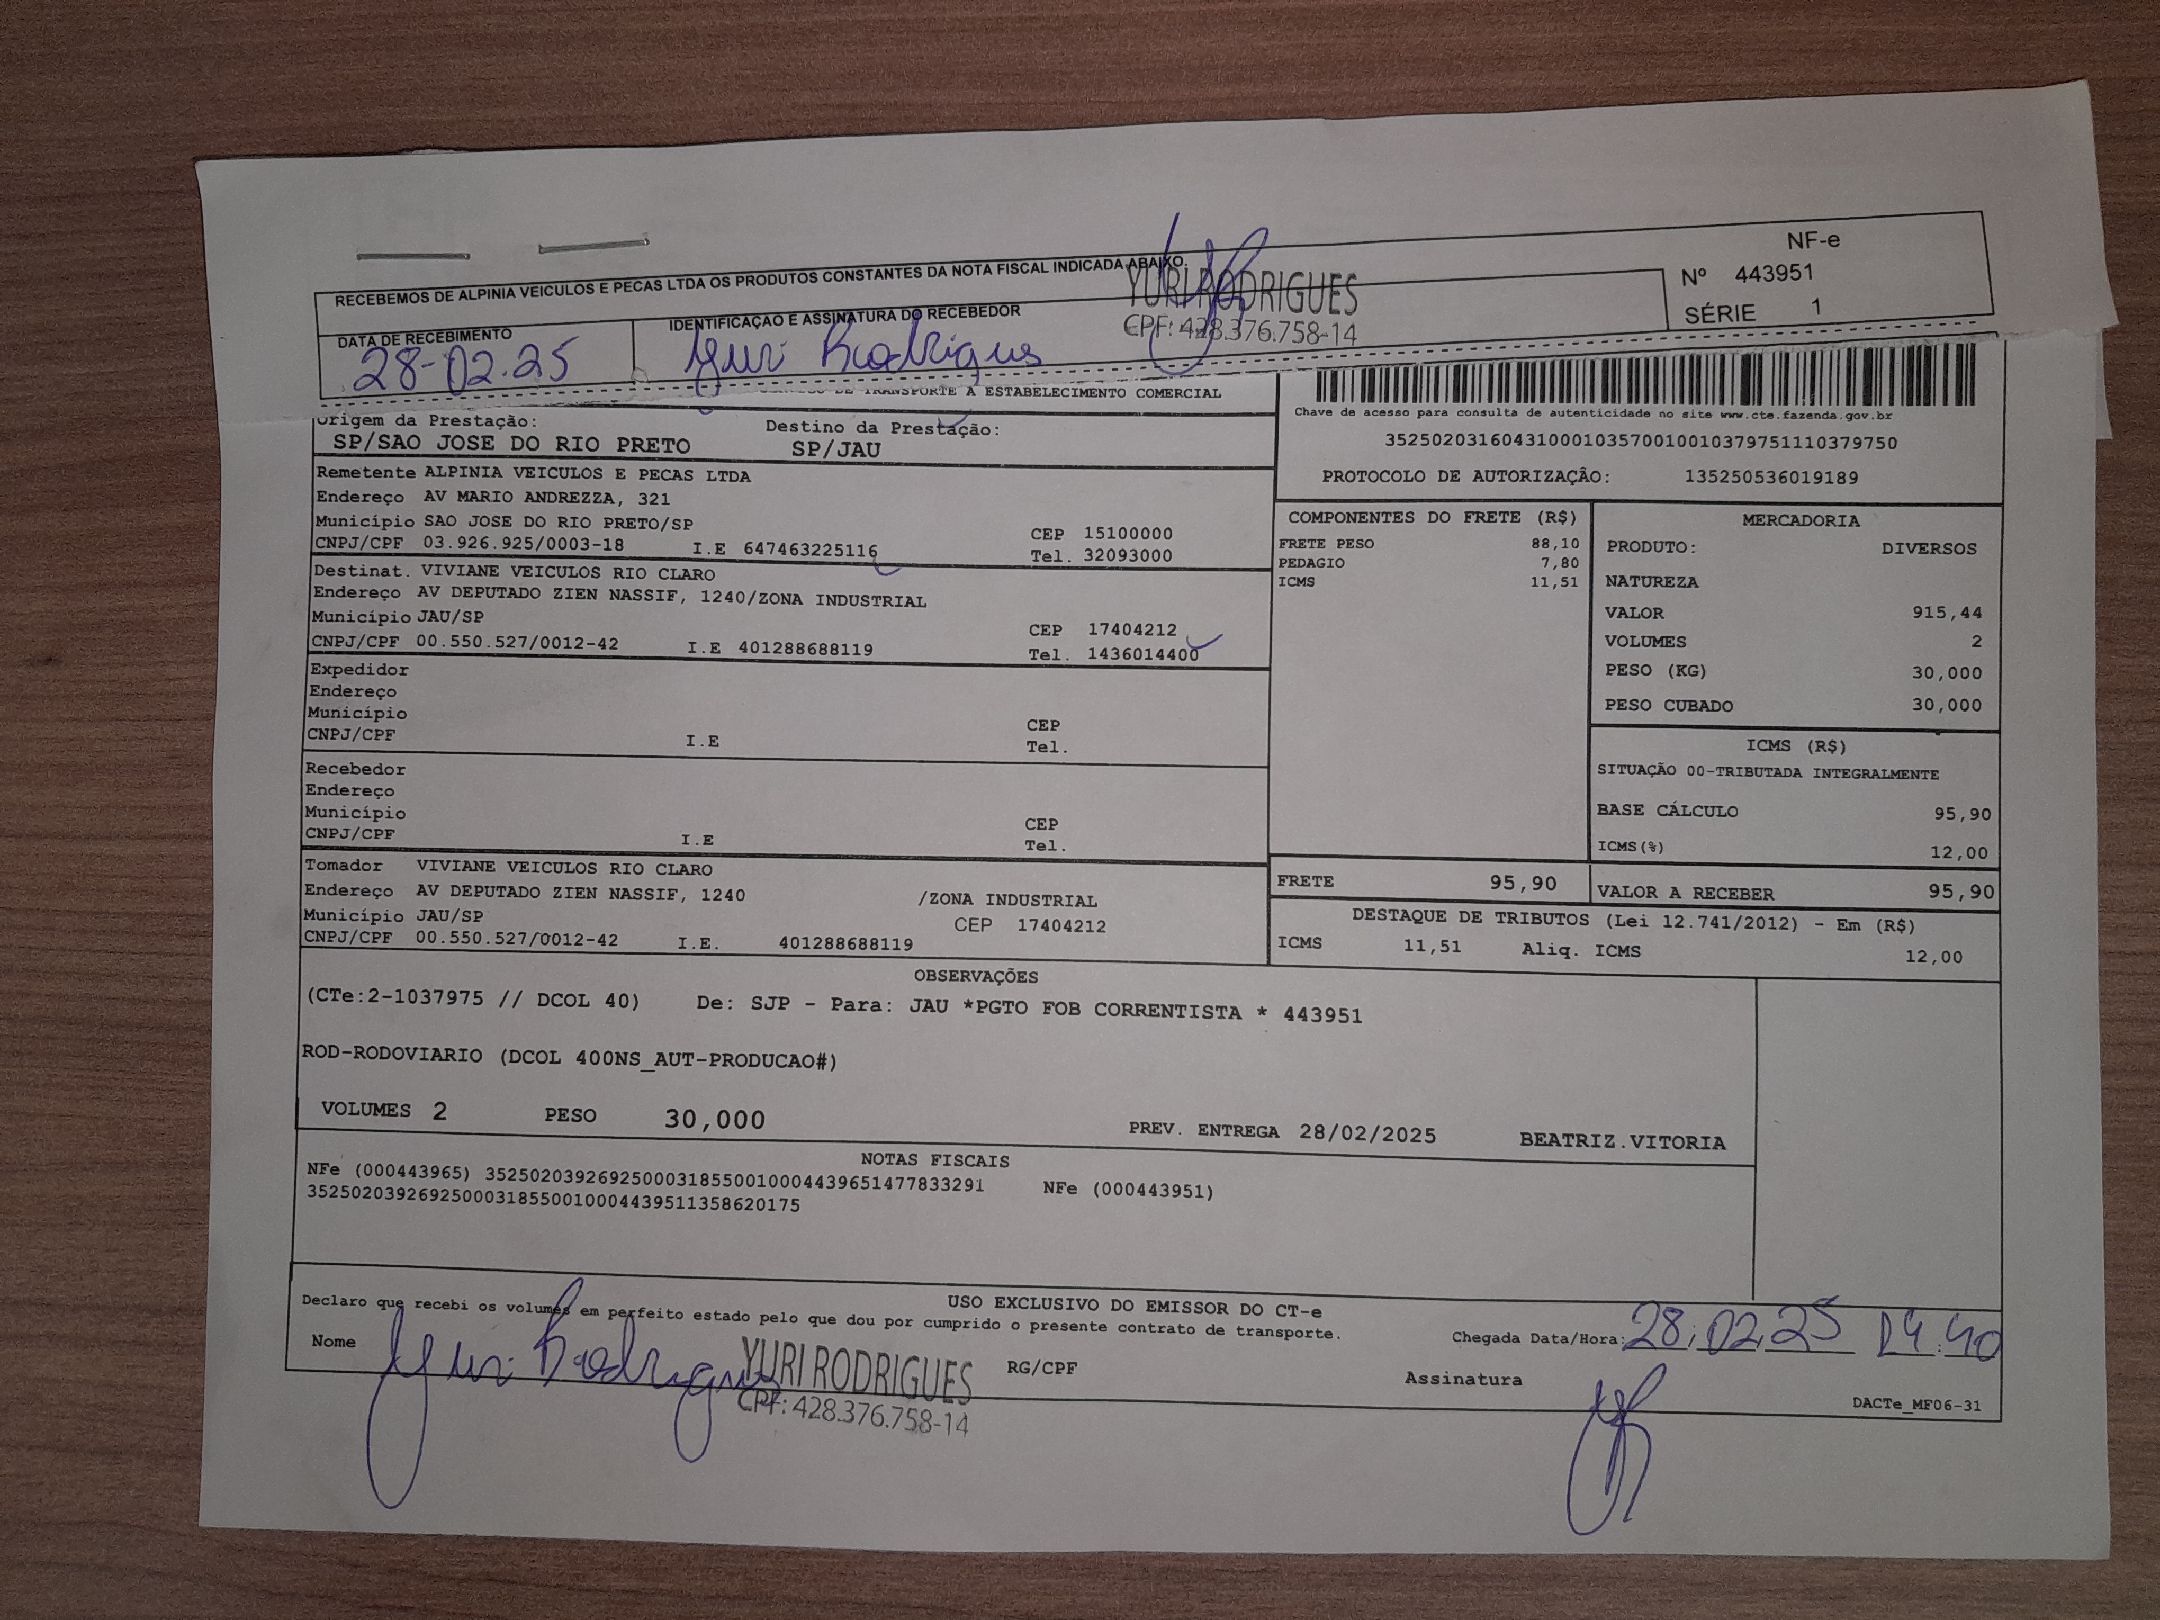 RECEBEMOS DE ALPINIA VEICULOS E PECAS LTDA OS PRODUTOS CONSTANTES DA NOTA FISCAL INDICADA ABAIXO.
NF-e
Nº 443951
SÉRIE 1
DATA DE RECEBIMENTO
28-02.25
IDENTIFICAÇÃO E ASSINATURA DO RECEBEDOR
Yuri Rodrigues
YURI RODRIGUES
CPF: 428.376.758-14
DE TRANSPORTE A ESTABELECIMENTO COMERCIAL
Chave de acesso para consulta de autenticidade no site www.cte.fazenda.gov.br
35250203160431000103570010010379751110379750
PROTOCOLO DE AUTORIZAÇÃO: 135250536019189
Origem da Prestação: Destino da Prestação:
SP/SAO JOSE DO RIO PRETO SP/JAU
Remetente ALPINIA VEICULOS E PECAS LTDA
Endereço AV MARIO ANDREZZA, 321
Município SAO JOSE DO RIO PRETO/SP CEP 15100000
CNPJ/CPF 03.926.925/0003-18 I.E 647463225116 Tel. 32093000
Destinat. VIVIANE VEICULOS RIO CLARO
Endereço AV DEPUTADO ZIEN NASSIF, 1240/ZONA INDUSTRIAL
Município JAU/SP CEP 17404212
CNPJ/CPF 00.550.527/0012-42 I.E 401288688119 Tel. 1436014400
Expedidor
Endereço
Município CEP
CNPJ/CPF I.E Tel.
Recebedor
Endereço
Município CEP
CNPJ/CPF I.E Tel.
Tomador VIVIANE VEICULOS RIO CLARO
Endereço AV DEPUTADO ZIEN NASSIF, 1240 /ZONA INDUSTRIAL
Município JAU/SP CEP 17404212
CNPJ/CPF 00.550.527/0012-42 I.E. 401288688119
COMPONENTES DO FRETE (R$)
FRETE PESO 88,10
PEDAGIO 7,80
ICMS 11,51
MERCADORIA
PRODUTO: DIVERSOS
NATUREZA
VALOR 915,44
VOLUMES 2
PESO (KG) 30,000
PESO CUBADO 30,000
ICMS (R$)
SITUAÇÃO 00-TRIBUTADA INTEGRALMENTE
BASE CÁLCULO 95,90
ICMS(%) 12,00
FRETE 95,90 VALOR A RECEBER 95,90
DESTAQUE DE TRIBUTOS (Lei 12.741/2012) - Em (R$)
ICMS 11,51 Aliq. ICMS 12,00
OBSERVAÇÕES
(CTe:2-1037975 // DCOL 40) De: SJP - Para: JAU *PGTO FOB CORRENTISTA * 443951
ROD-RODOVIARIO (DCOL 400NS_AUT-PRODUCAO#)
VOLUMES 2 PESO 30,000 PREV. ENTREGA 28/02/2025 BEATRIZ.VITORIA
NOTAS FISCAIS
NFe (000443965) 35250203926925000318550010004439651477833291 NFe (000443951)
35250203926925000318550010004439511358620175
USO EXCLUSIVO DO EMISSOR DO CT-e
Declaro que recebi os volumes em perfeito estado pelo que dou por cumprido o presente contrato de transporte.
Chegada Data/Hora: 28.02.25 14:40
Nome Yuri Rodrigues
YURI RODRIGUES
CPF: 428.376.758-14
RG/CPF Assinatura
DACTe_MF06-31